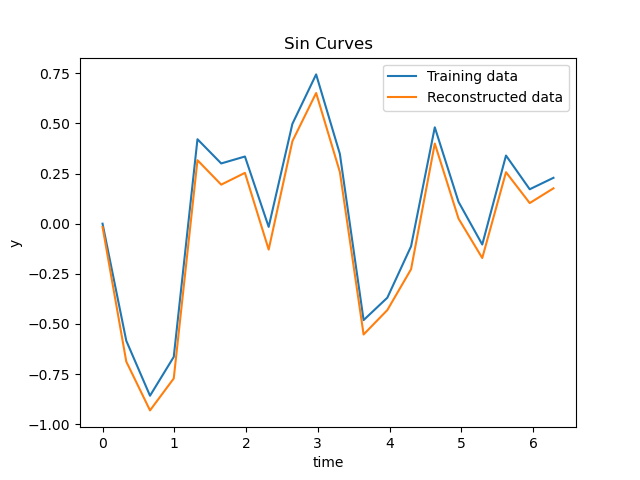 Sin Curves
Training data
Reconstructed data
0.75
0.50
0.25
0.00
−0.25
−0.50
−0.75
−1.00
y
0 1 2 3 4 5 6
time